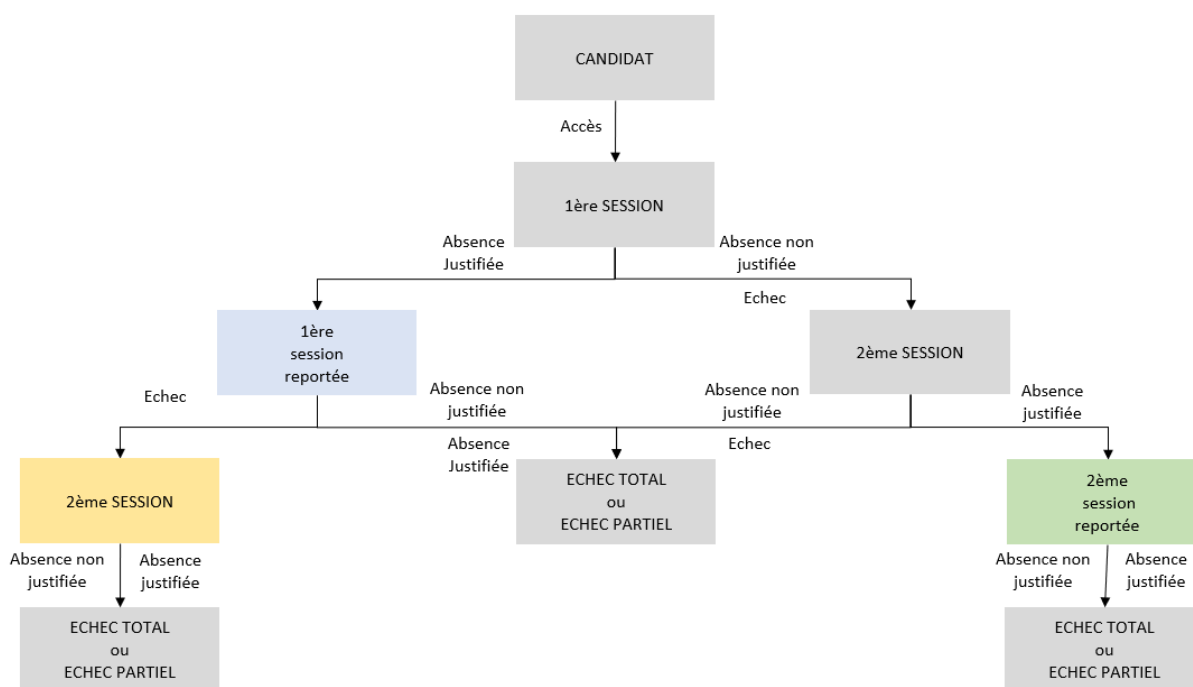 CANDIDAT
Accès
1ère SESSION
Absence
Justifiée
Absence non
justifiée
Echec
1ère
session
reportée
2ème SESSION
Echec
Absence non
justifiée
Absence non
justifiée
Absence
justifiée
Absence
Justifiée
Echec
2ème SESSION
ECHEC TOTAL
ou
ECHEC PARTIEL
2ème
session
reportée
Absence non
justifiée
Absence
justifiée
Absence non
justifiée
Absence
justifiée
ECHEC TOTAL
ou
ECHEC PARTIEL
ECHEC TOTAL
ou
ECHEC PARTIEL